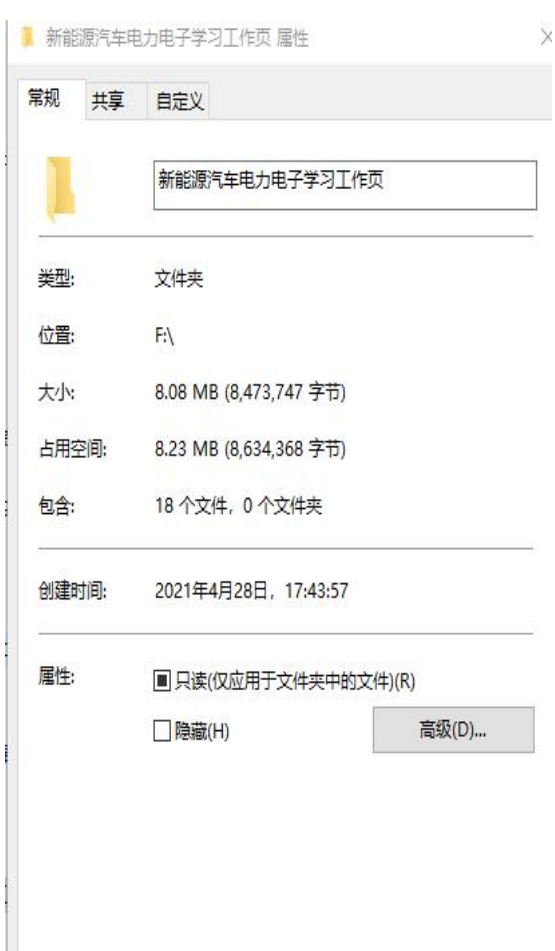 新能源汽车电力电子学习工作页 属性
常规 共享 自定义
新能源汽车电力电子学习工作页
类型: 文件夹
位置: F:\
大小: 8.08 MB (8,473,747 字节)
占用空间: 8.23 MB (8,634,368 字节)
包含: 18 个文件，0 个文件夹
创建时间: 2021年4月28日，17:43:57
属性: 只读(仅应用于文件夹中的文件)(R)
隐藏(H) 高级(D)...